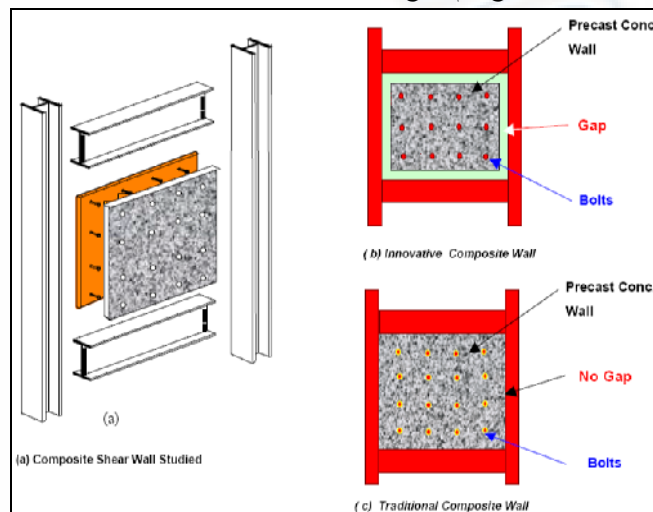 (a)
(a) Composite Shear Wall Studied
Precast Conc
Wall
Gap
Bolts
( b) Innovative Composite Wall
Precast Conc
Wall
No Gap
Bolts
( c) Traditional Composite Wall